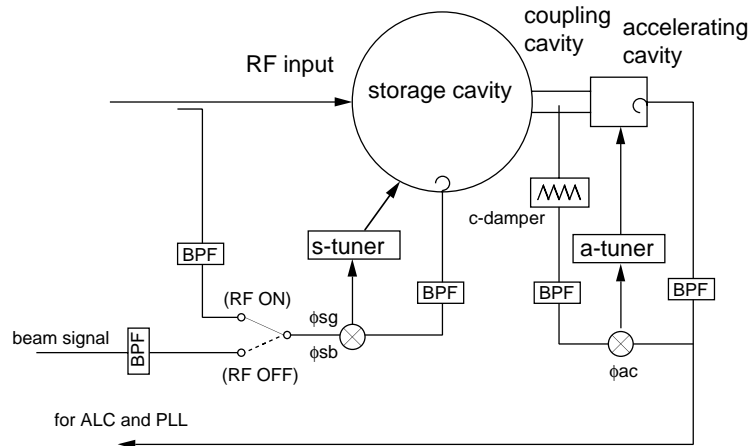 coupling
cavity
accelerating
cavity
RF input
storage cavity
c-damper
s-tuner
a-tuner
BPF
BPF
BPF
BPF
(RF ON)
ϕsg
beam signal
BPF
ϕsb
(RF OFF)
ϕac
for ALC and PLL